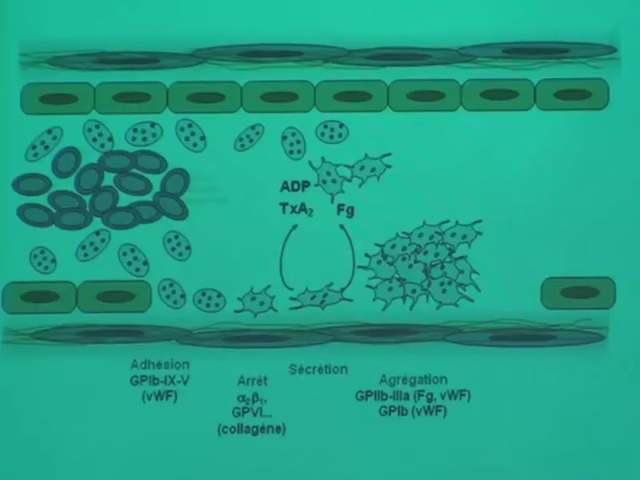 ADP
TxA₂ Fg
Adhésion
GPIb-IX-V
(vWF)
Arrêt
α₂β₁,
GPVI...
(collagène)
Sécrétion
Agrégation
GPIIb-IIIa (Fg, vWF)
GPIb (vWF)